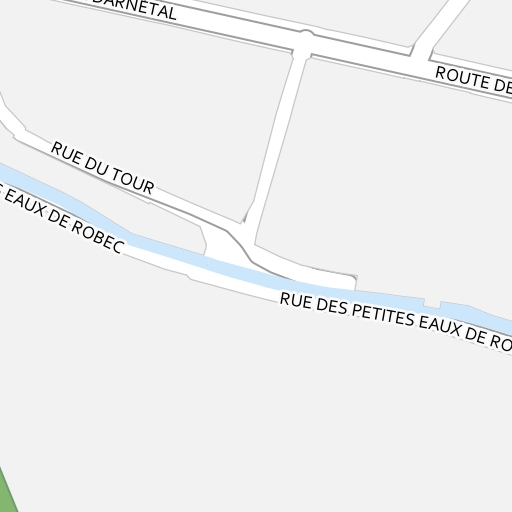 DARNETAL
ROUTE DE
RUE DU TOUR
EAUX DE ROBEC
RUE DES PETITES EAUX DE RO